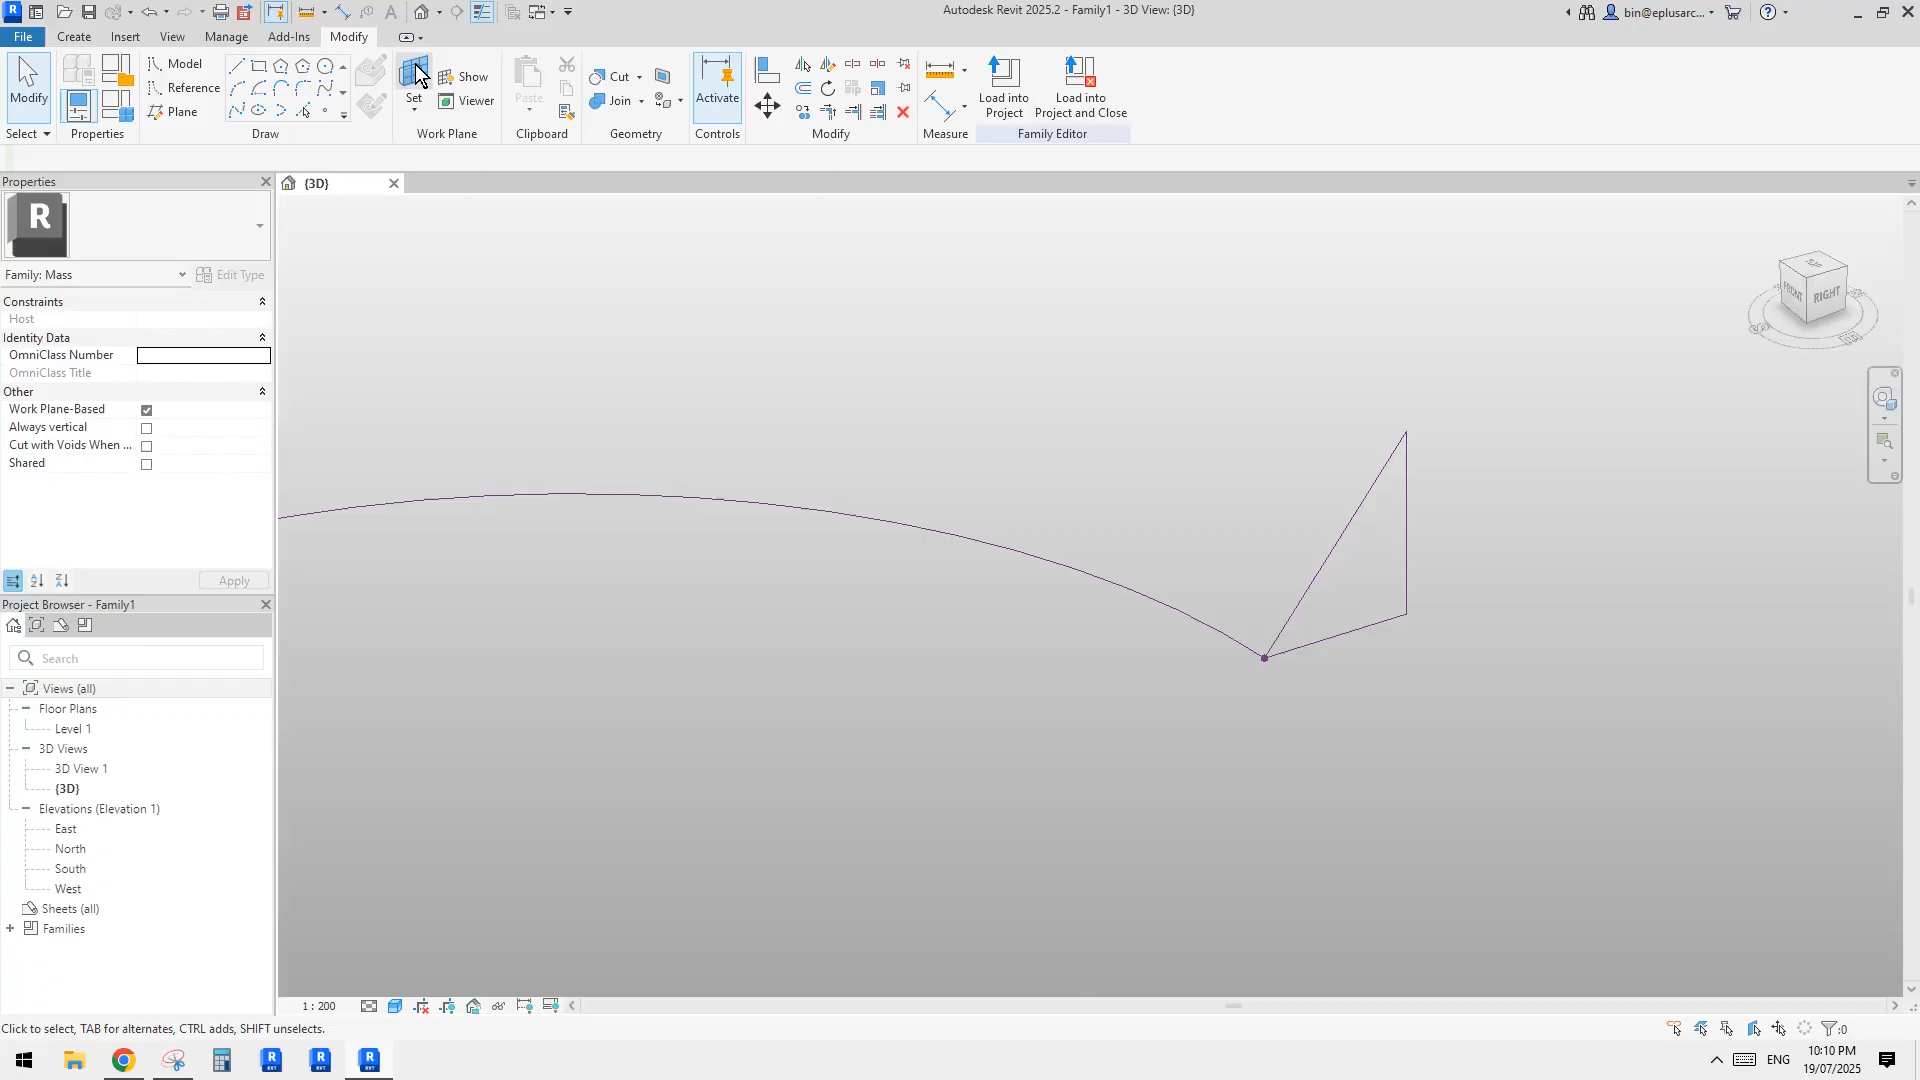 Autodesk Revit 2025.2 - Family1 - 3D View: {3D}
bin@eplusarc...
File
Create
Insert
View
Manage
Add-Ins
Modify
Modify
Select
Properties
Model
Reference
Plane
Draw
Set
Show
Viewer
Work Plane
Paste
Clipboard
Cut
Join
Geometry
Activate
Controls
Modify
Measure
Load into
Project
Load into
Project and Close
Family Editor
Properties
R
Family: Mass
Edit Type
Constraints
Host
Identity Data
OmniClass Number
OmniClass Title
Other
Work Plane-Based
Always vertical
Cut with Voids When ...
Shared
Apply
Project Browser - Family1
Search
Views (all)
Floor Plans
Level 1
3D Views
3D View 1
{3D}
Elevations (Elevation 1)
East
North
South
West
Sheets (all)
Families
{3D}
TOP
FRONT
RIGHT
1 : 200
Click to select, TAB for alternates, CTRL adds, SHIFT unselects.
:0
ENG
10:10 PM
19/07/2025